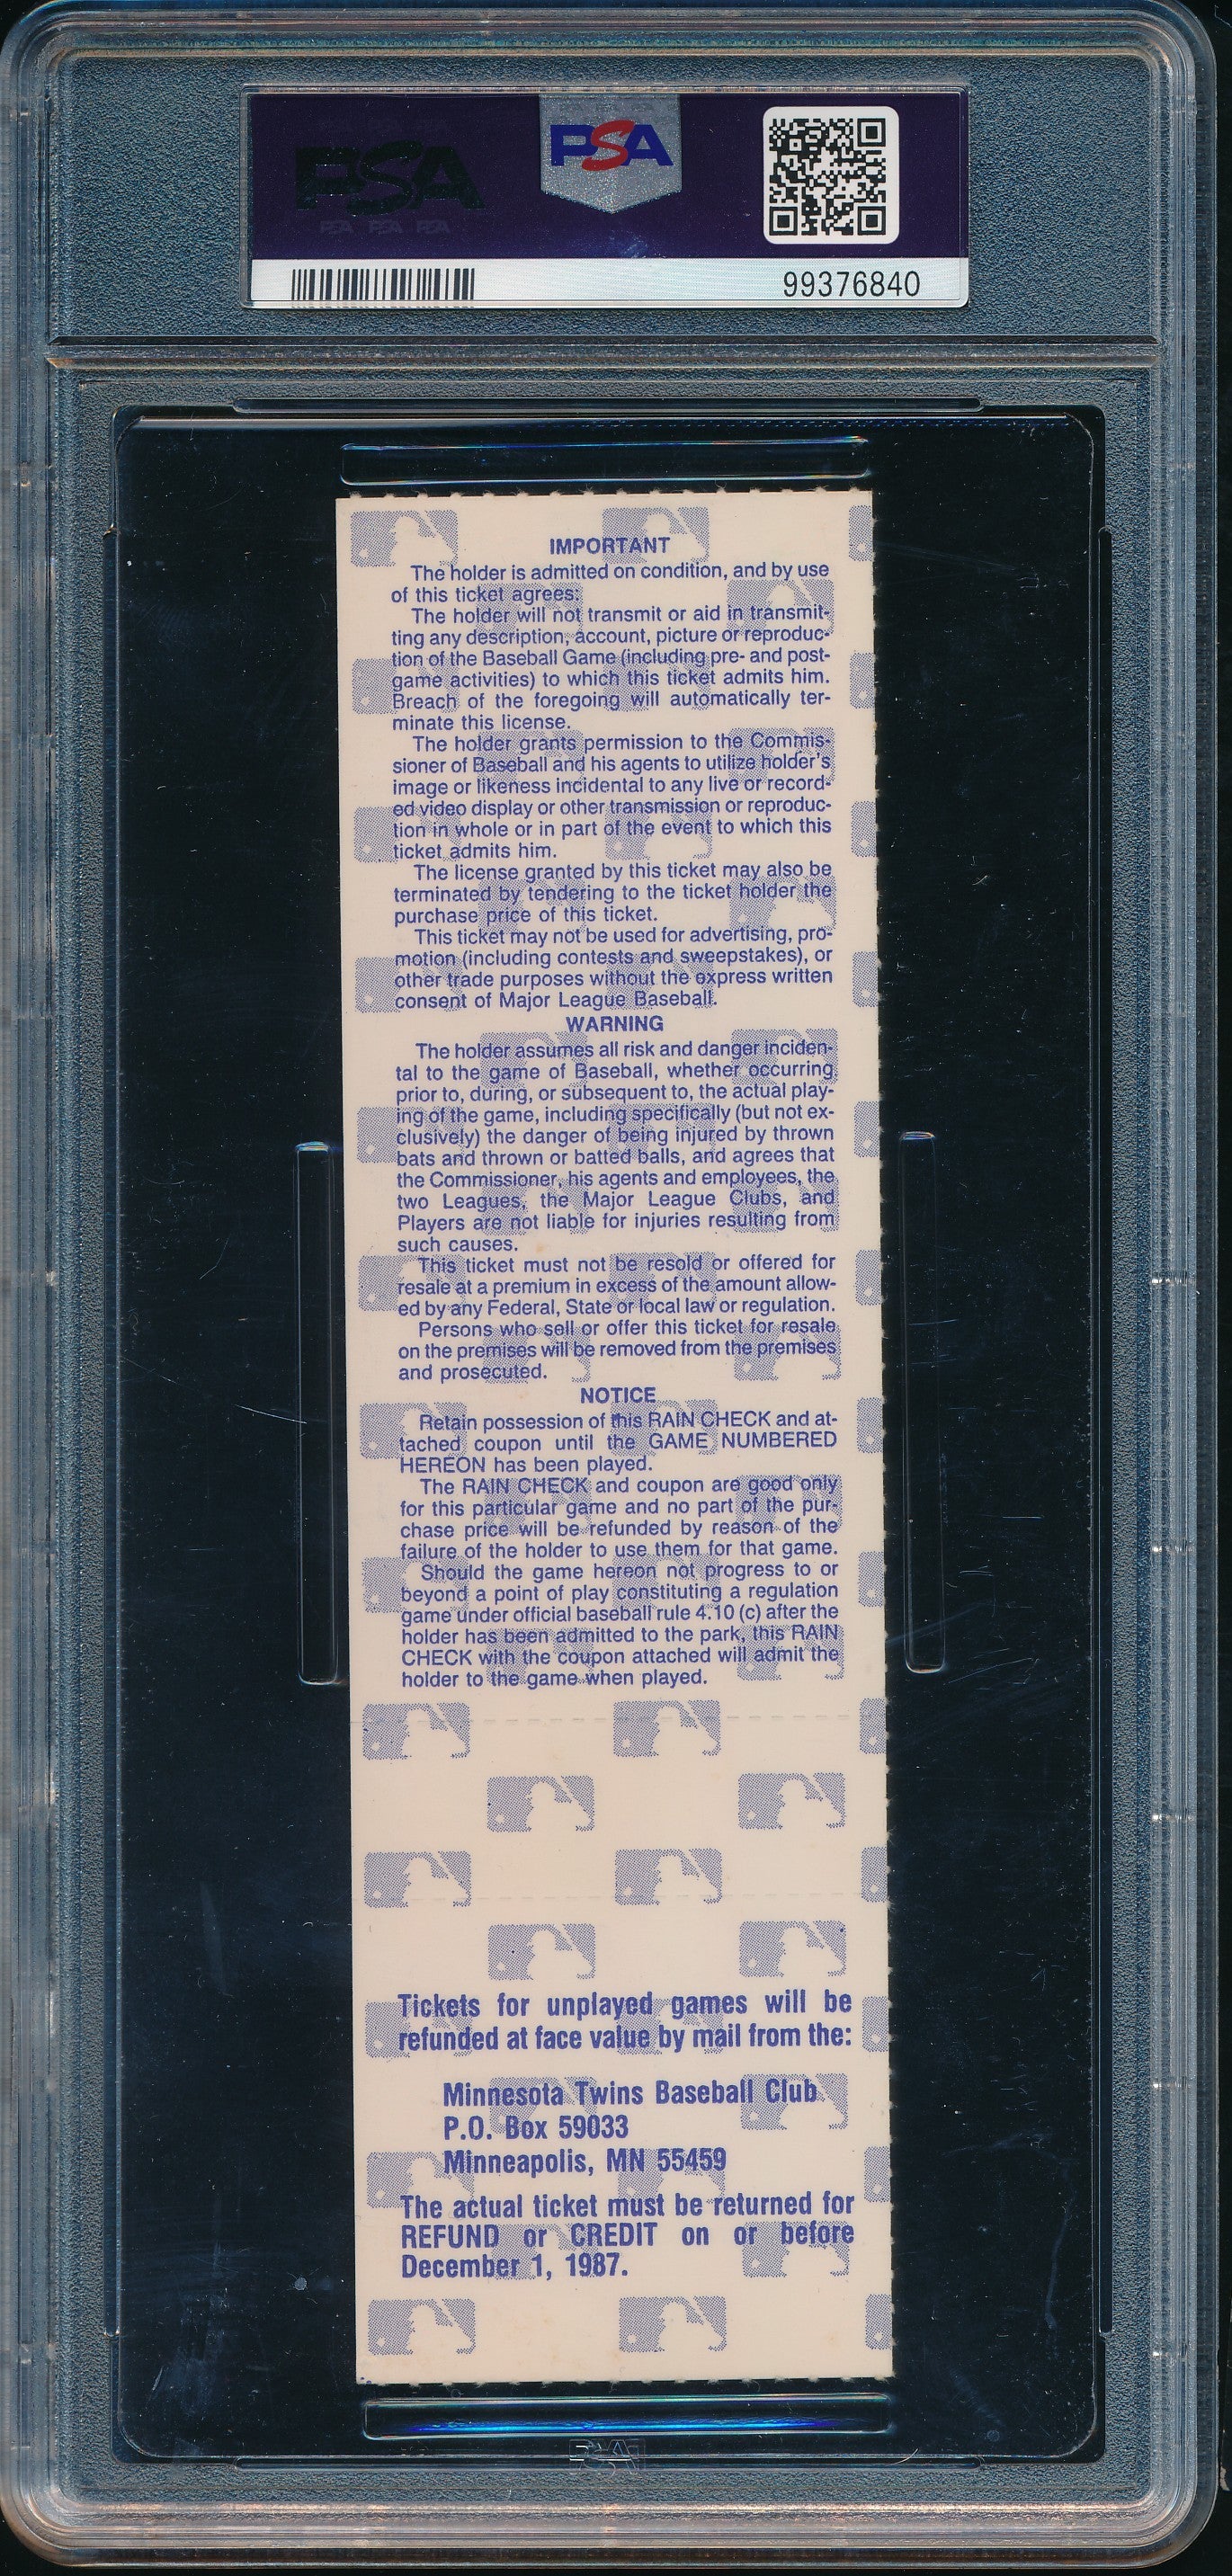 PSA
PSA
PSA PSA PSA
99376840
IMPORTANT
The holder is admitted on condition, and by use
of this ticket agrees:
The holder will not transmit or aid in transmit-
ting any description, account, picture or reproduc-
tion of the Baseball Game (including pre- and post-
game activities) to which this ticket admits him.
Breach of the foregoing will automatically ter-
minate this license.
The holder grants permission to the Commis-
sioner of Baseball and his agents to utilize holder's
image or likeness incidental to any live or record-
ed video display or other transmission or reproduc-
tion in whole or in part of the event to which this
ticket admits him.
The license granted by this ticket may also be
terminated by tendering to the ticket holder the
purchase price of this ticket.
This ticket may not be used for advertising, pro-
motion (including contests and sweepstakes), or
other trade purposes without the express written
consent of Major League Baseball.
WARNING
The holder assumes all risk and danger inciden-
tal to the game of Baseball, whether occurring
prior to, during, or subsequent to, the actual play-
ing of the game, including specifically (but not ex-
clusively) the danger of being injured by thrown
bats and thrown or batted balls, and agrees that
the Commissioner, his agents and employees, the
two Leagues, the Major League Clubs, and
Players are not liable for injuries resulting from
such causes.
This ticket must not be resold or offered for
resale at a premium in excess of the amount allow-
ed by any Federal, State or local law or regulation.
Persons who sell or offer this ticket for resale
on the premises will be removed from the premises
and prosecuted.
NOTICE
Retain possession of this RAIN CHECK and at-
tached coupon until the GAME NUMBERED
HEREON has been played.
The RAIN CHECK and coupon are good only
for this particular game and no part of the pur-
chase price will be refunded by reason of the
failure of the holder to use them for that game.
Should the game hereon not progress to or
beyond a point of play constituting a regulation
game under official baseball rule 4.10 (c) after the
holder has been admitted to the park, this RAIN
CHECK with the coupon attached will admit the
holder to the game when played.
Tickets for unplayed games will be
refunded at face value by mail from the:
Minnesota Twins Baseball Club
P.O. Box 59033
Minneapolis, MN 55459
The actual ticket must be returned for
REFUND or CREDIT on or before
December 1, 1987.